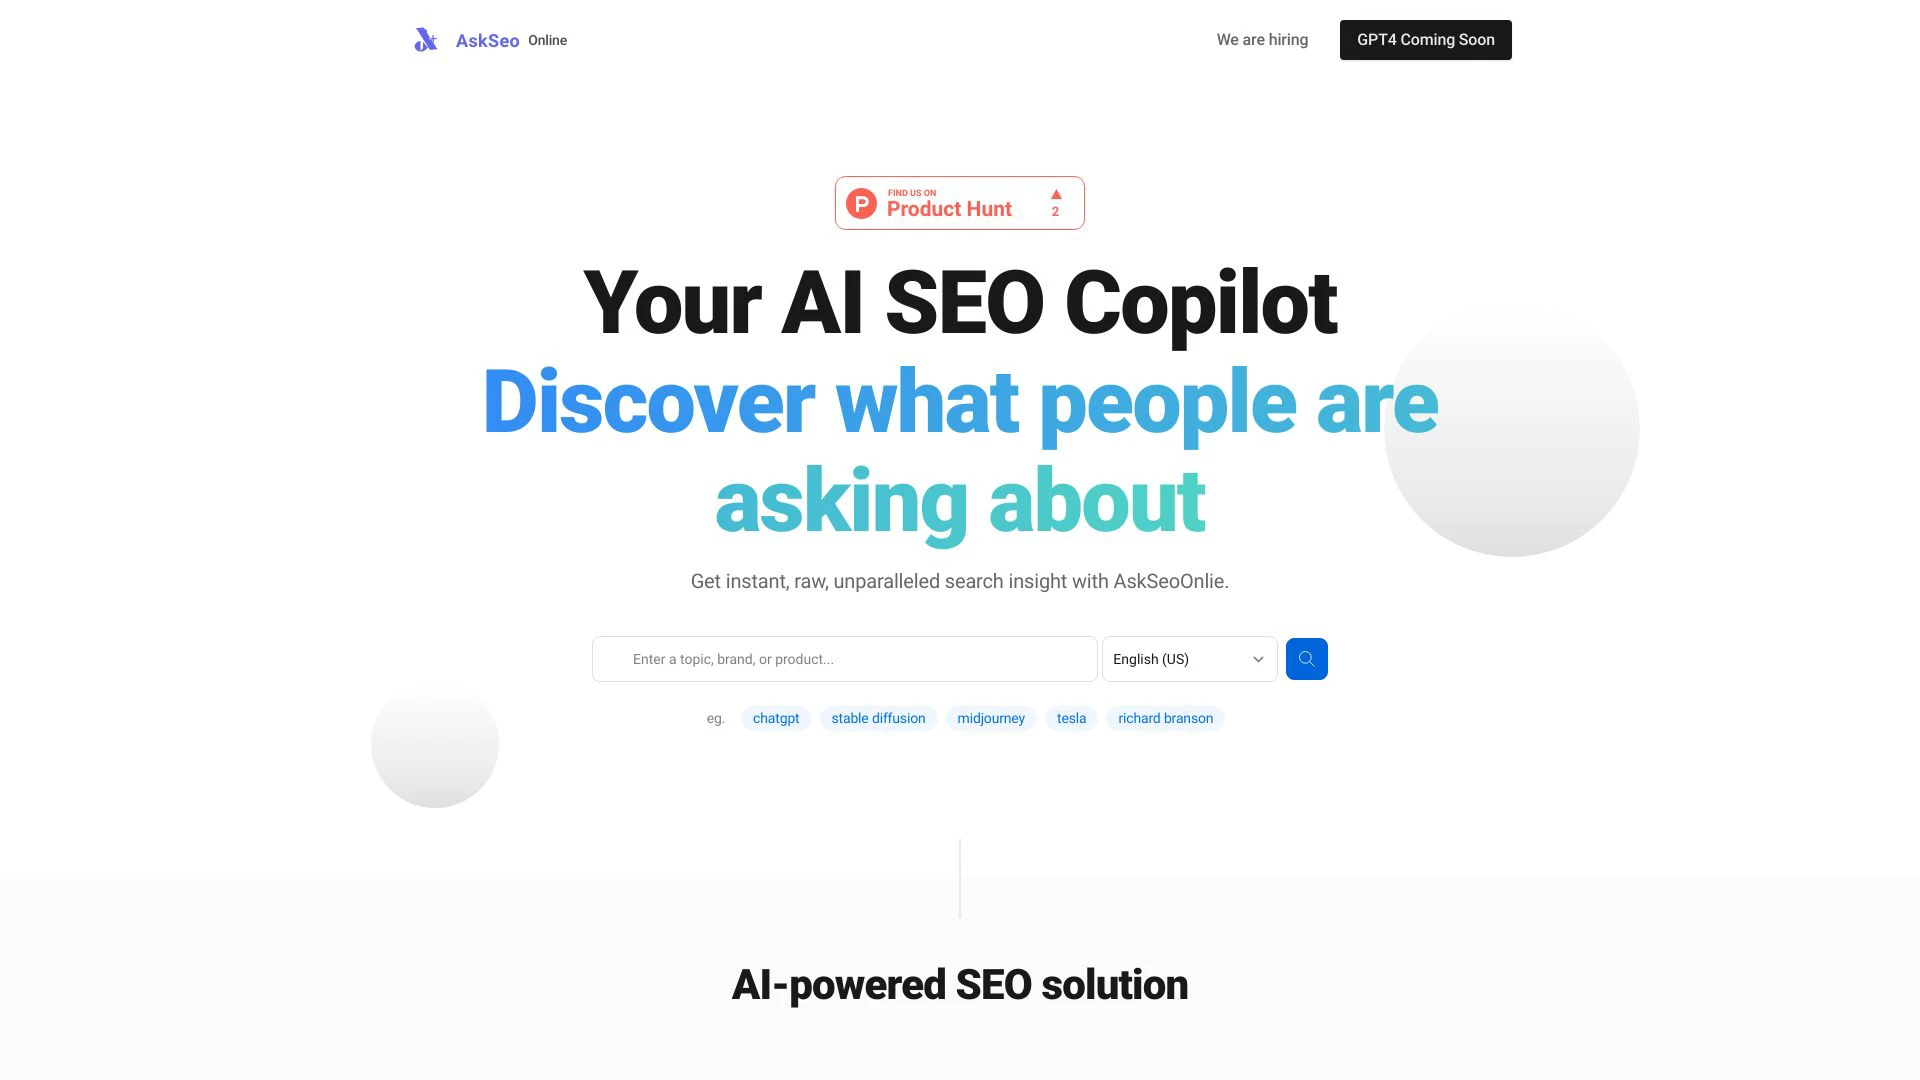 AskSeo Online
We are hiring
GPT4 Coming Soon
FIND US ON
Product Hunt
2
Your AI SEO Copilot
Discover what people are
asking about
Get instant, raw, unparalleled search insight with AskSeoOnlie.
Enter a topic, brand, or product...
English (US)
eg. chatgpt stable diffusion midjourney tesla richard branson
AI-powered SEO solution